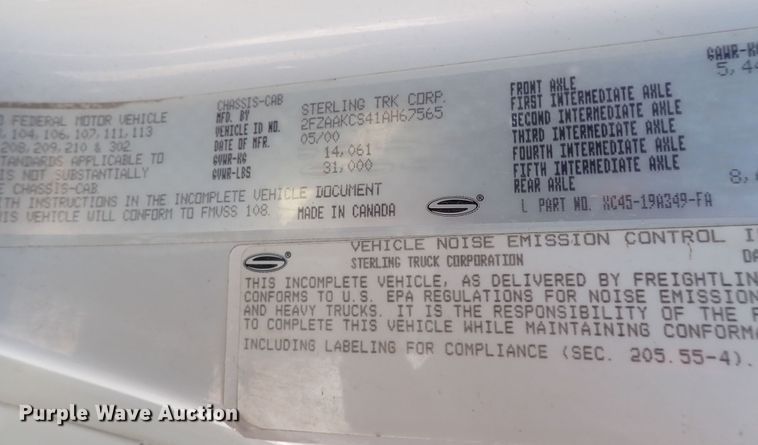 FEDERAL MOTOR VEHICLE
104, 106, 107, 111, 113
208, 209, 210 & 302
STANDARDS APPLICABLE TO
IS NOT SUBSTANTIALLY
CHASSIS-CAB
WITH INSTRUCTIONS IN THE INCOMPLETE VEHICLE DOCUMENT
THIS VEHICLE WILL CONFORM TO FMVSS 108. MADE IN CANADA
CHASSIS-CAB
MFD. BY STERLING TRK CORP.
VEHICLE ID NO. 2FZAAKCS41AH67565
DATE OF MFR. 05/00
GVWR-KG 14,061
GVWR-LBS 31,000
GAWR-KG
FRONT AXLE 5,44
FIRST INTERMEDIATE AXLE
SECOND INTERMEDIATE AXLE
THIRD INTERMEDIATE AXLE
FOURTH INTERMEDIATE AXLE
FIFTH INTERMEDIATE AXLE
REAR AXLE 8,
L PART NO. XC45-19A349-FA
VEHICLE NOISE EMISSION CONTROL I
STERLING TRUCK CORPORATION DA
THIS INCOMPLETE VEHICLE, AS DELIVERED BY FREIGHTLIN
CONFORMS TO U.S. EPA REGULATIONS FOR NOISE EMISSION
AND HEAVY TRUCKS. IT IS THE RESPONSIBILITY OF THE F
TO COMPLETE THIS VEHICLE WHILE MAINTAINING CONFORMA
INCLUDING LABELING FOR COMPLIANCE (SEC. 205.55-4).
Purple Wave Auction